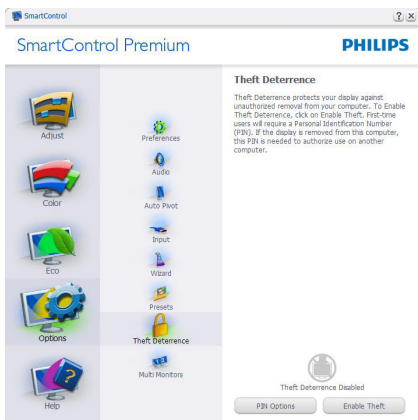 SmartControl
SmartControl Premium
PHILIPS
Adjust
Color
Eco
Options
Help
Preferences
Audio
Auto Pivot
Input
Wizard
Presets
Theft Deterrence
Multi Monitors
Theft Deterrence
Theft Deterrence protects your display against
unauthorized removal from your computer. To Enable
Theft Deterrence, click on Enable Theft. First-time
users will require a Personal Identification Number
(PIN). If the display is removed from this computer,
this PIN is needed to authorize use on another
computer.
Theft Deterrence Disabled
PIN Options
Enable Theft